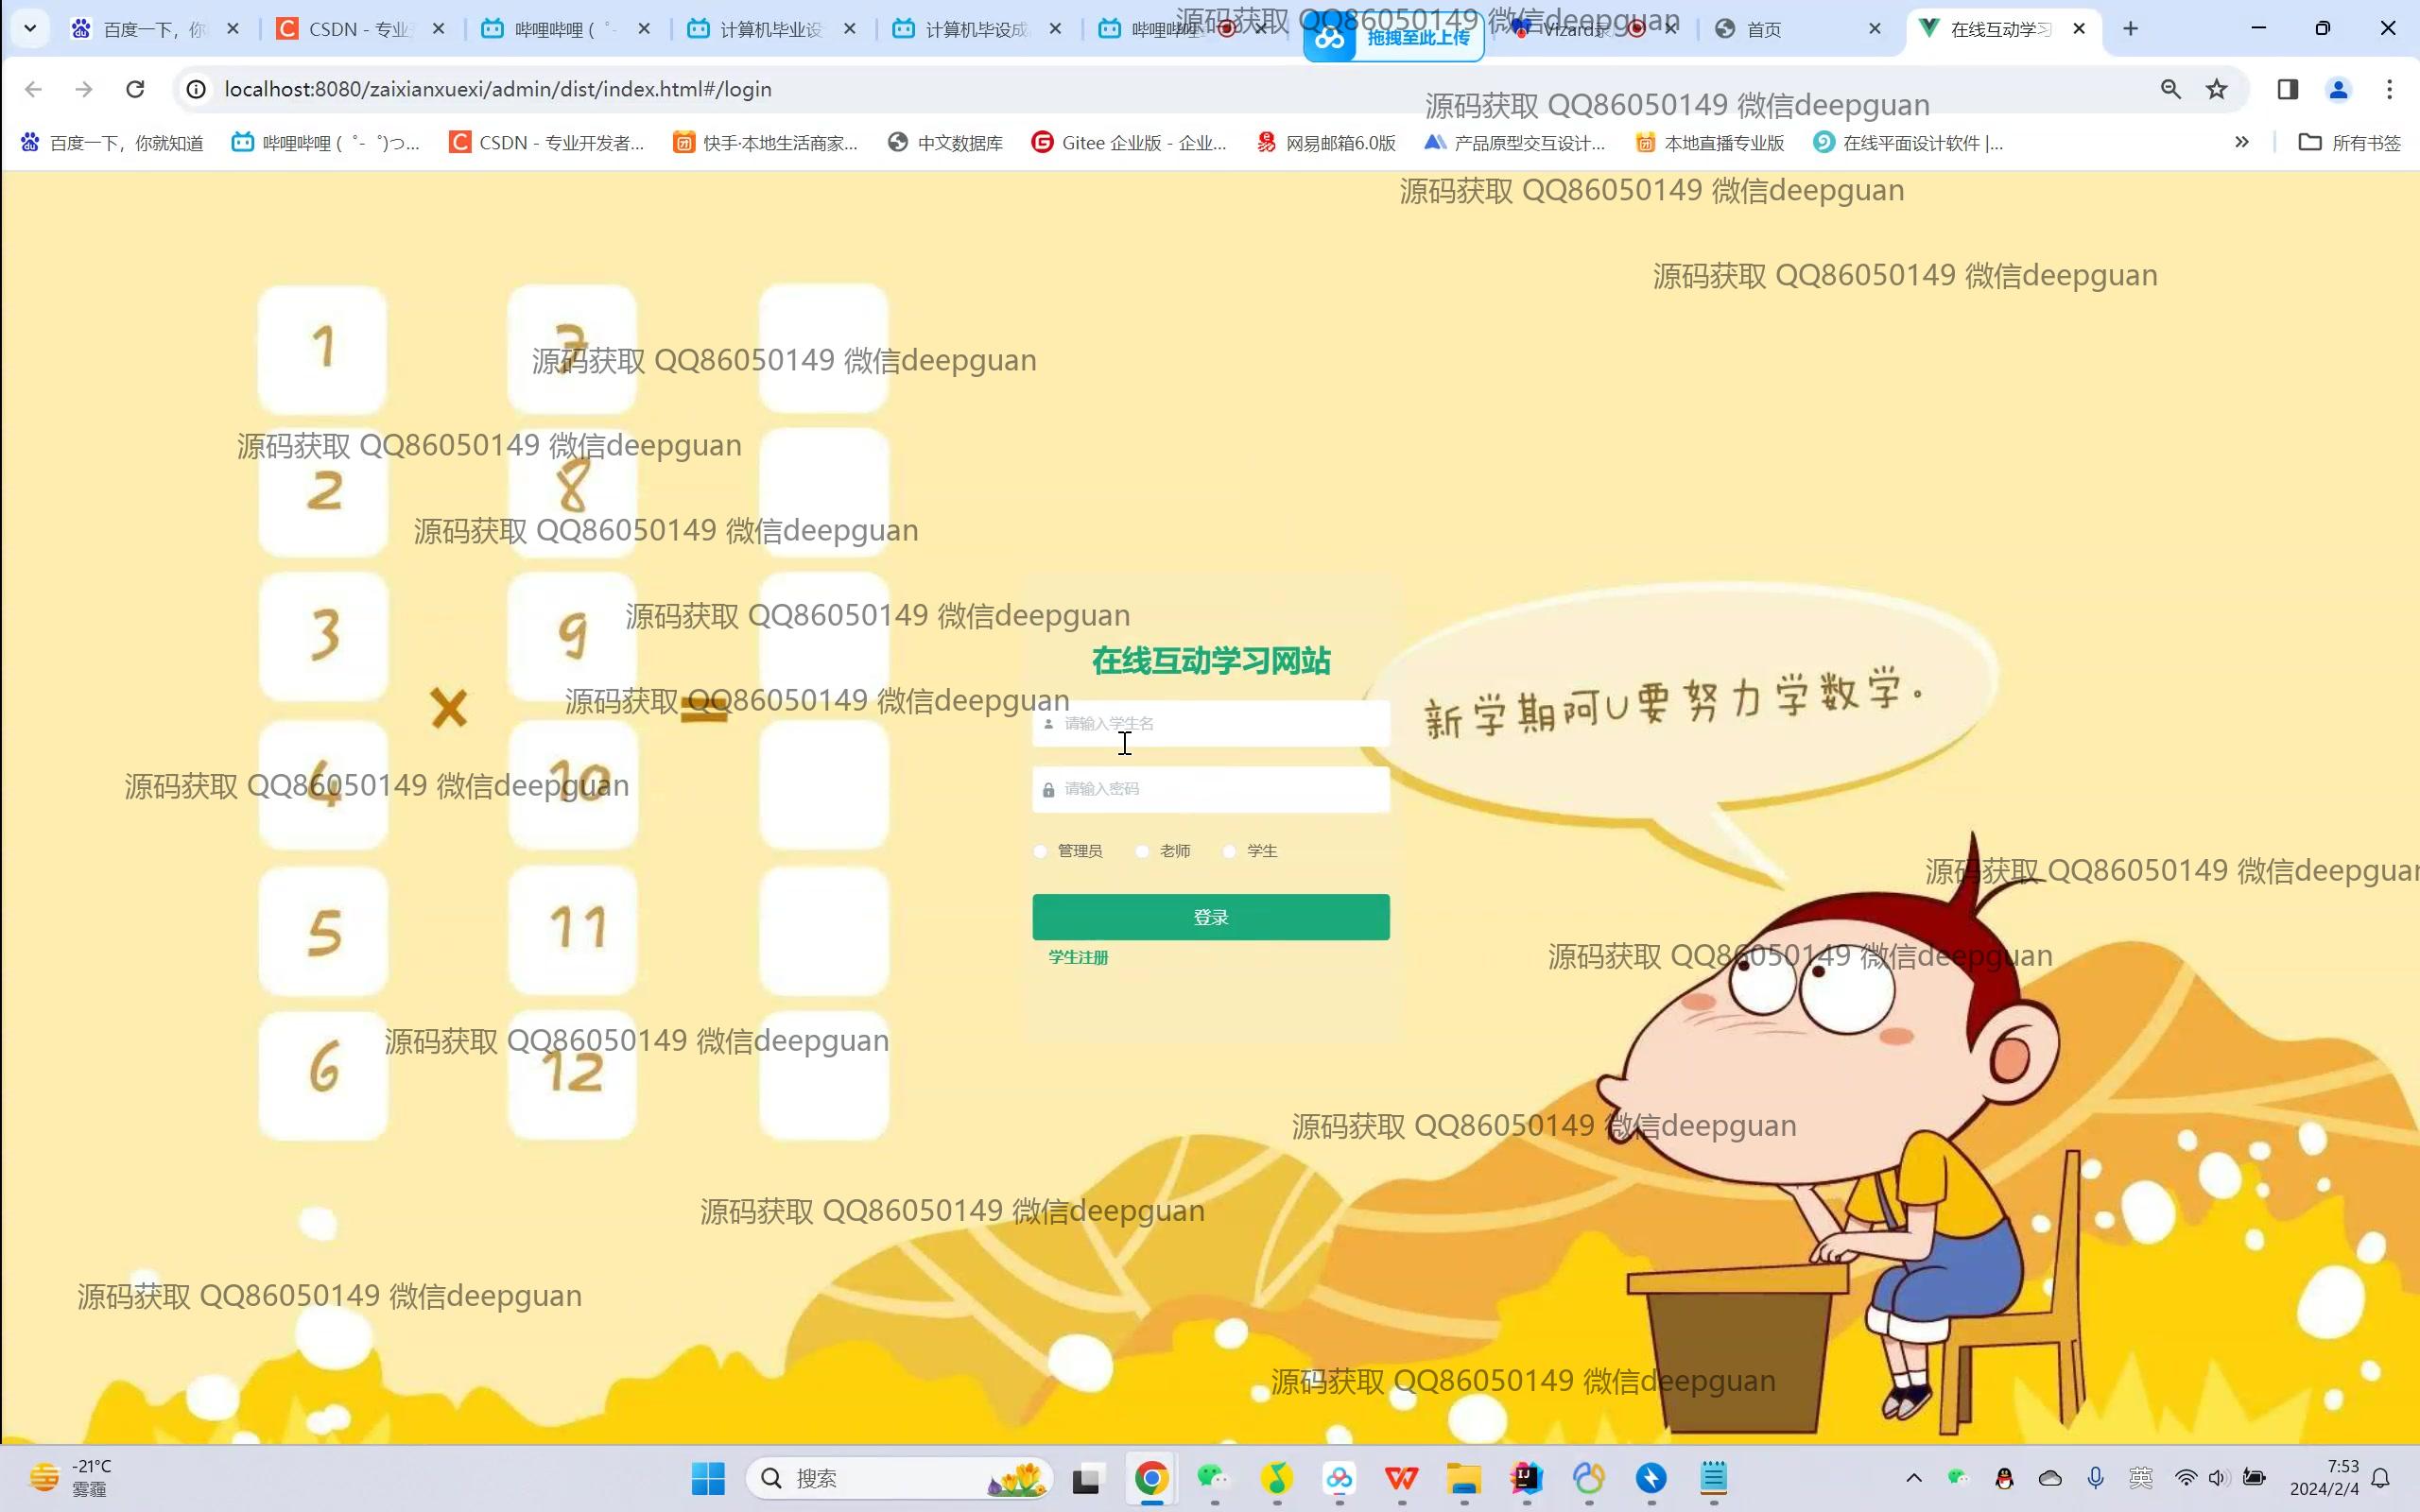 百度一下，你
CSDN - 专业
哔哩哔哩 (゜-
计算机毕业设
计算机毕设成
哔哩哔哩
拖拽至此上传
Vizard
首页
在线互动学习
源码获取 QQ86050149 微信deepguan
localhost:8080/zaixianxuexi/admin/dist/index.html#/login
源码获取 QQ86050149 微信deepguan
百度一下，你就知道
哔哩哔哩 (゜-゜)つ...
CSDN - 专业开发者...
快手·本地生活商家...
中文数据库
Gitee 企业版 - 企业...
网易邮箱6.0版
产品原型交互设计...
本地直播专业版
在线平面设计软件 |...
所有书签
源码获取 QQ86050149 微信deepguan
源码获取 QQ86050149 微信deepguan
1
7
源码获取 QQ86050149 微信deepguan
源码获取 QQ86050149 微信deepguan
2
8
源码获取 QQ86050149 微信deepguan
3
9
源码获取 QQ86050149 微信deepguan
在线互动学习网站
× =
源码获取 QQ86050149 微信deepguan
新学期阿U要努力学数学。
请输入学生名
4
10
源码获取 QQ86050149 微信deepguan
请输入密码
管理员
老师
学生
源码获取 QQ86050149 微信deepguan
5
11
登录
学生注册
源码获取 QQ86050149 微信deepguan
源码获取 QQ86050149 微信deepguan
6
12
源码获取 QQ86050149 微信deepguan
源码获取 QQ86050149 微信deepguan
源码获取 QQ86050149 微信deepguan
源码获取 QQ86050149 微信deepguan
-21°C
雾霾
搜索
英
7:53
2024/2/4